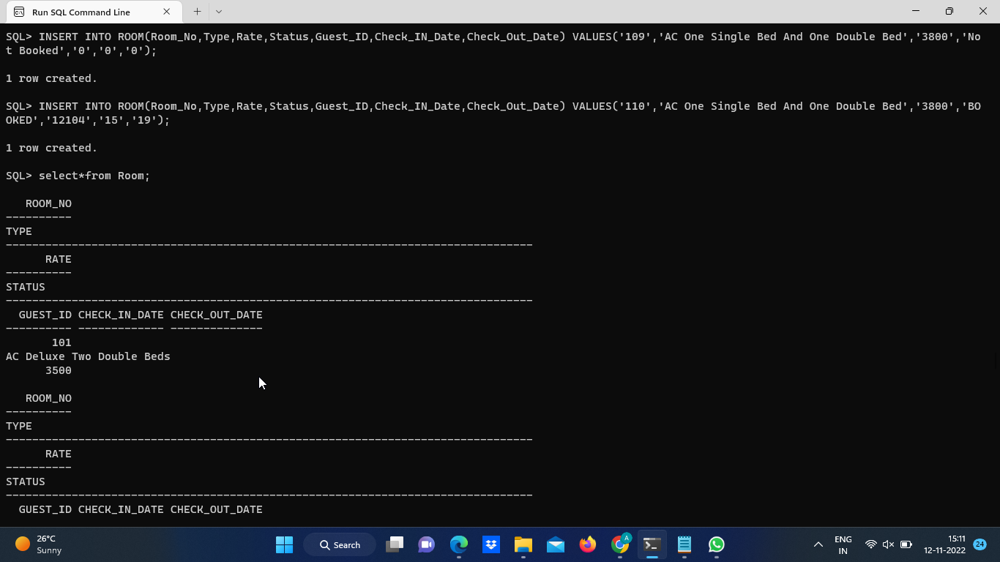 Run SQL Command Line
SQL> INSERT INTO ROOM(Room_No,Type,Rate,Status,Guest_ID,Check_IN_Date,Check_Out_Date) VALUES('109','AC One Single Bed And One Double Bed','3800','No
t Booked','0','0','0');
1 row created.
SQL> INSERT INTO ROOM(Room_No,Type,Rate,Status,Guest_ID,Check_IN_Date,Check_Out_Date) VALUES('110','AC One Single Bed And One Double Bed','3800','BO
OKED','12104','15','19');
1 row created.
SQL> select*from Room;
ROOM_NO
----------
TYPE
--------------------------------------------------------------------------------
RATE
----------
STATUS
--------------------------------------------------------------------------------
GUEST_ID CHECK_IN_DATE CHECK_OUT_DATE
---------- ------------- --------------
101
AC Deluxe Two Double Beds
3500
ROOM_NO
----------
TYPE
--------------------------------------------------------------------------------
RATE
----------
STATUS
--------------------------------------------------------------------------------
GUEST_ID CHECK_IN_DATE CHECK_OUT_DATE
26°C
Sunny
Search
A
ENG
IN
15:11
12-11-2022
24